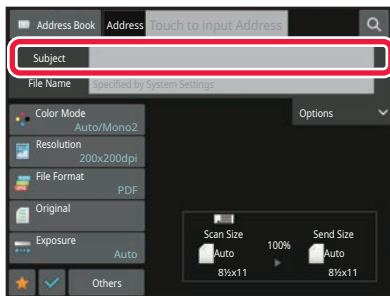 Address Book Address Touch to input Address
Subject
File Name Specified by System Settings
Color Mode
Auto/Mono2
Options
Resolution
200x200dpi
File Format
PDF
Original
Exposure
Auto
Scan Size
Auto
8½x11
100%
Send Size
Auto
8½x11
Others